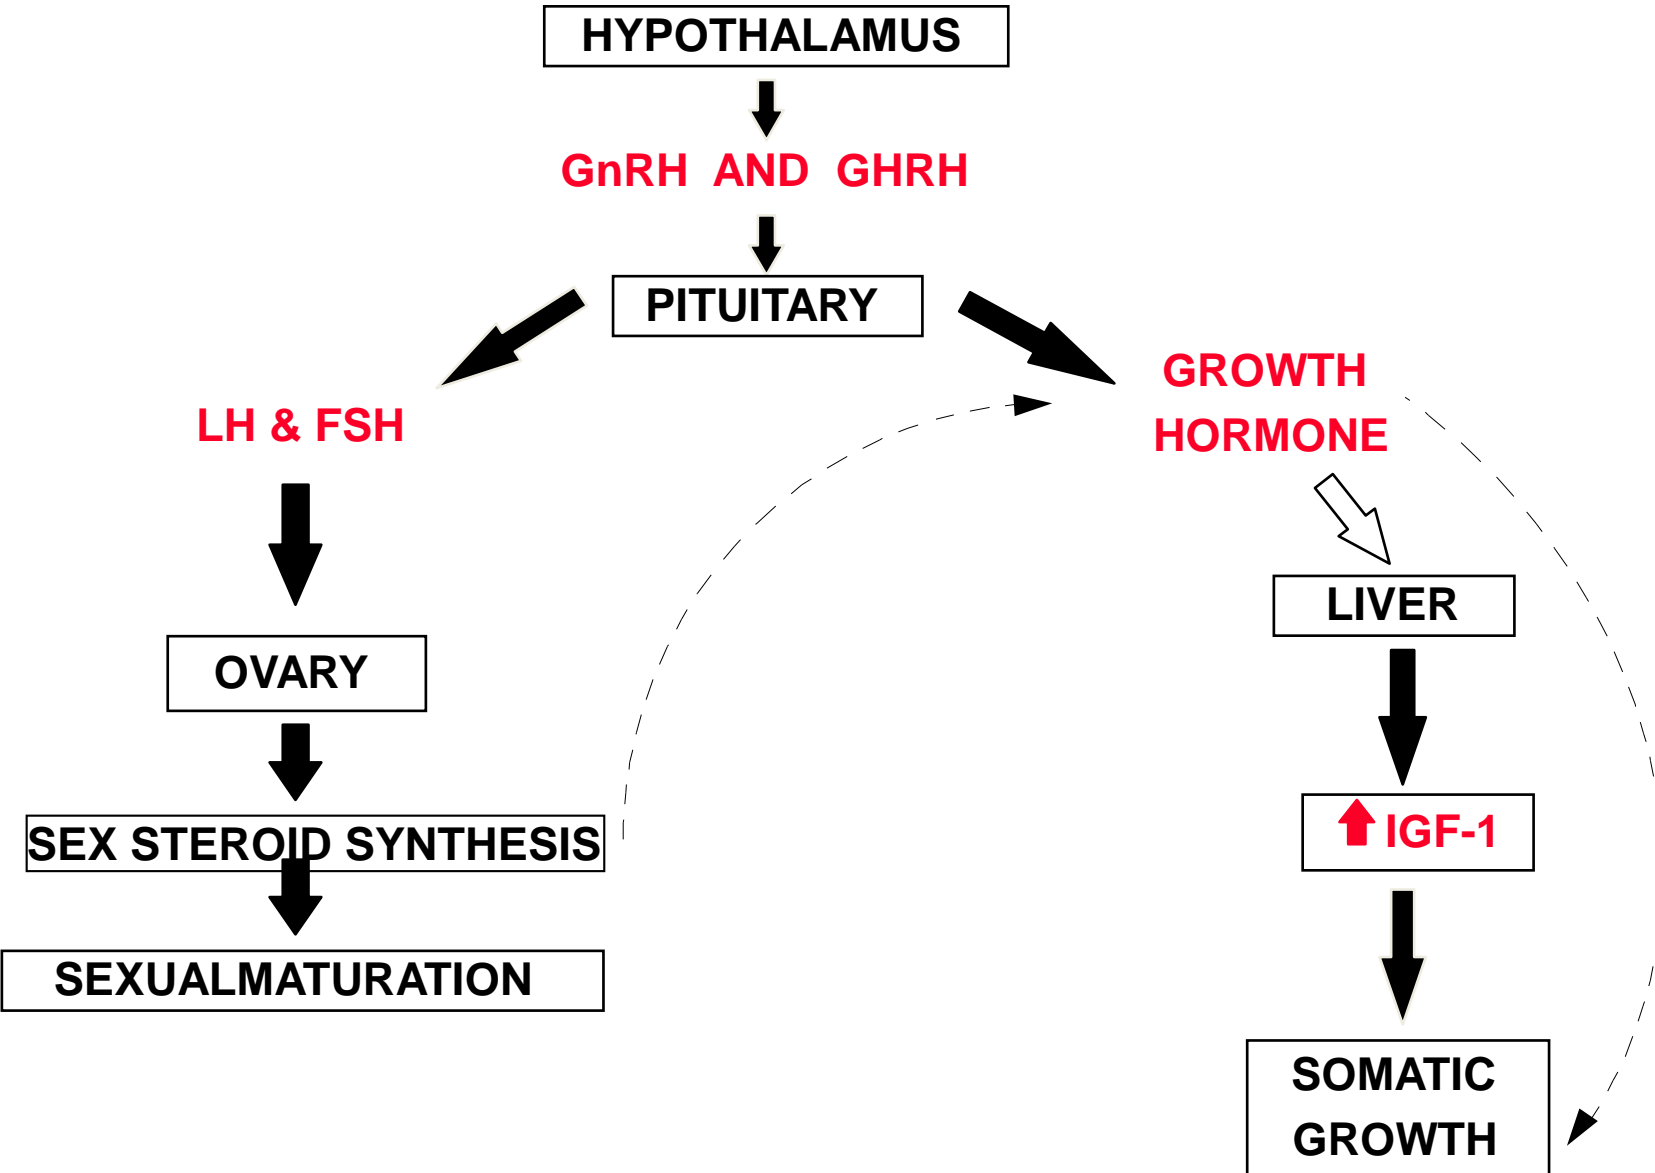 HYPOTHALAMUS
GnRH AND GHRH
PITUITARY
LH & FSH
GROWTH
HORMONE
OVARY
LIVER
SEX STEROID SYNTHESIS
IGF-1
SEXUALMATURATION
SOMATIC
GROWTH